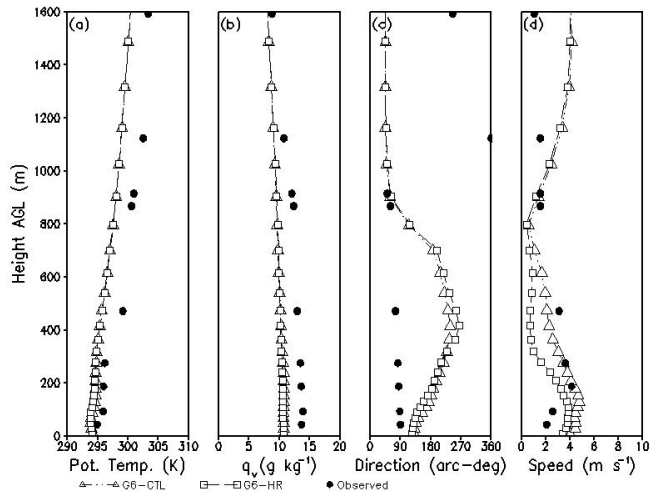 (a) (b) (c) (d)
1600
1400
1200
1000
800
600
400
200
0
Height AGL (m)
290 295 300 305 310 0 5 10 15 20 0 90 180 270 360 0 2 4 6 8 10
Pot. Temp. (K) qv(g kg-1) Direction (arc-deg) Speed (m s-1)
G6-CTL G6-HR Observed